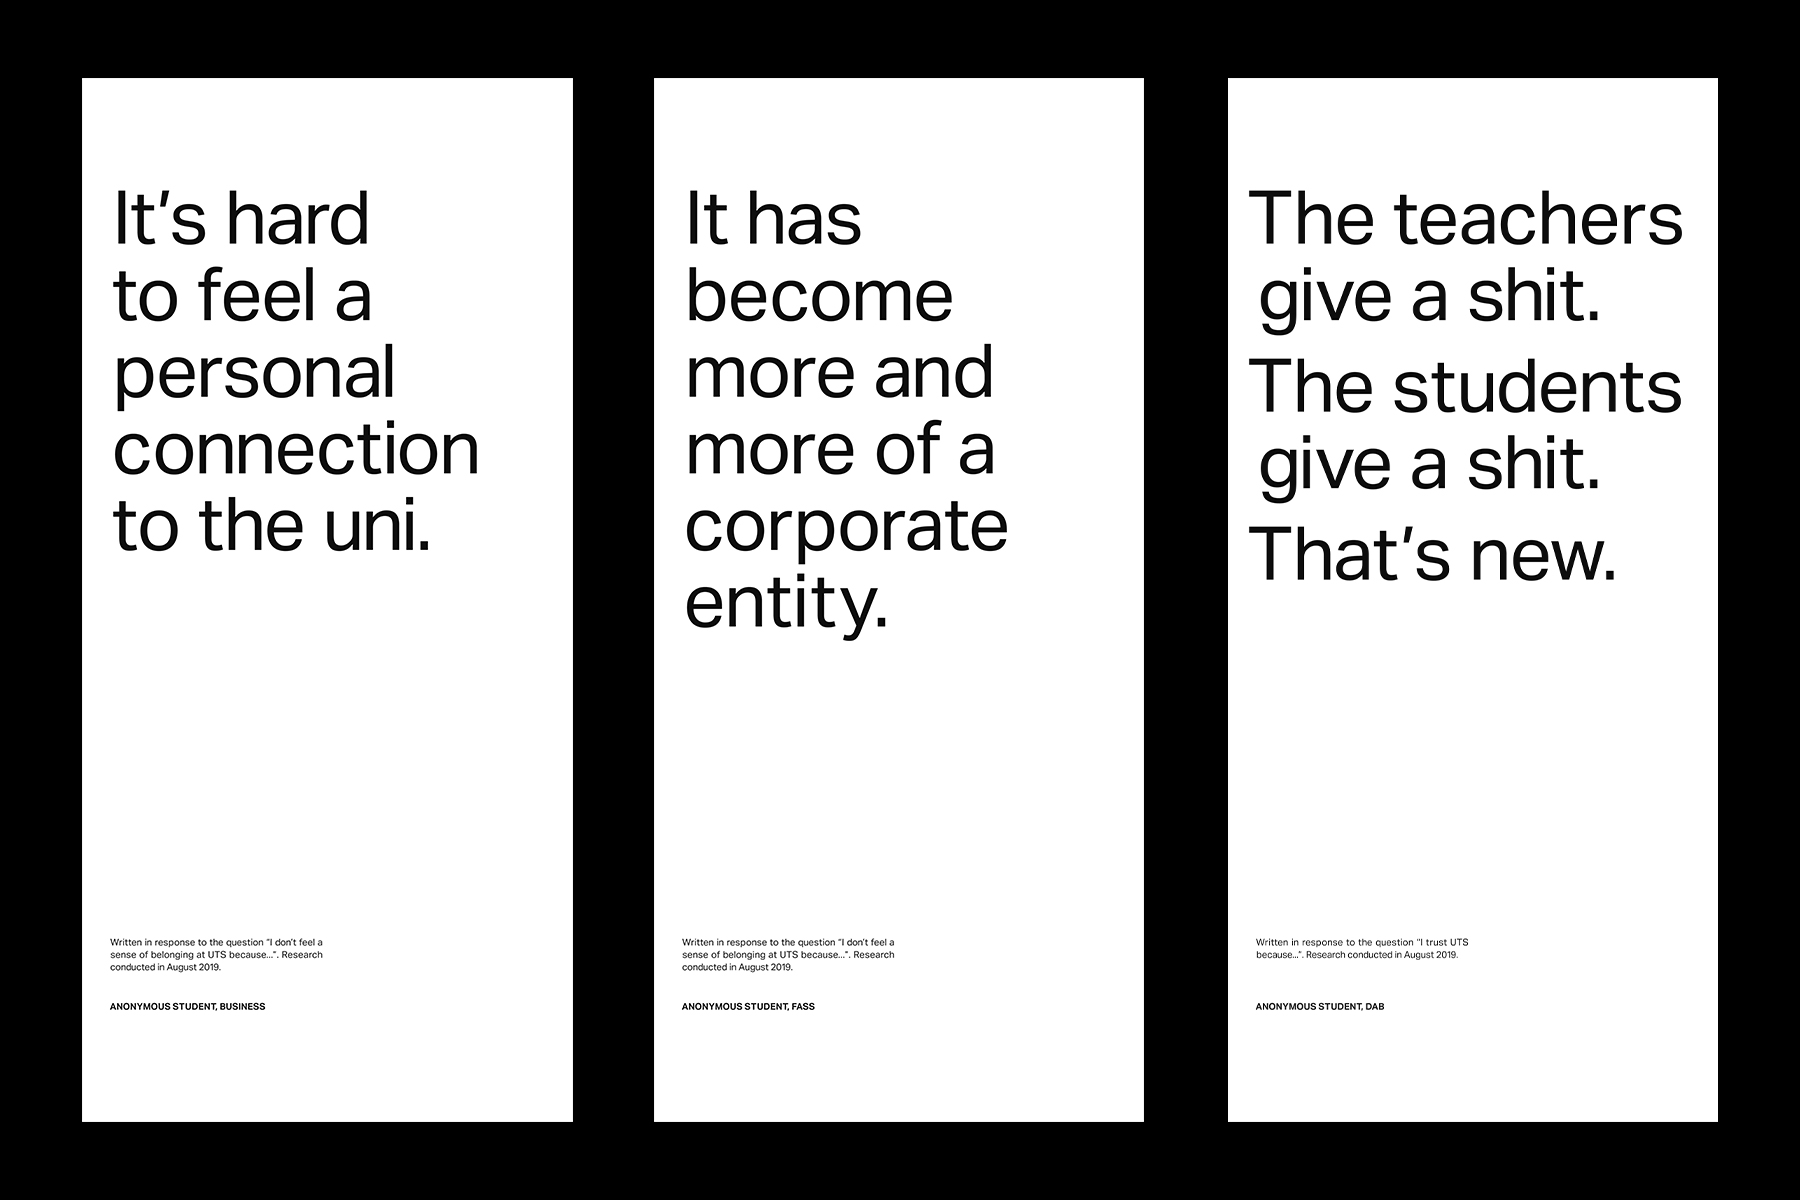 It’s hard
to feel a
personal
connection
to the uni.
Written in response to the question “I don’t feel a
sense of belonging at UTS because...”. Research
conducted in August 2019.
ANONYMOUS STUDENT, BUSINESS
It has
become
more and
more of a
corporate
entity.
Written in response to the question “I don’t feel a
sense of belonging at UTS because...”. Research
conducted in August 2019.
ANONYMOUS STUDENT, FASS
The teachers
give a shit.
The students
give a shit.
That’s new.
Written in response to the question “I trust UTS
because...”. Research conducted in August 2019.
ANONYMOUS STUDENT, DAB